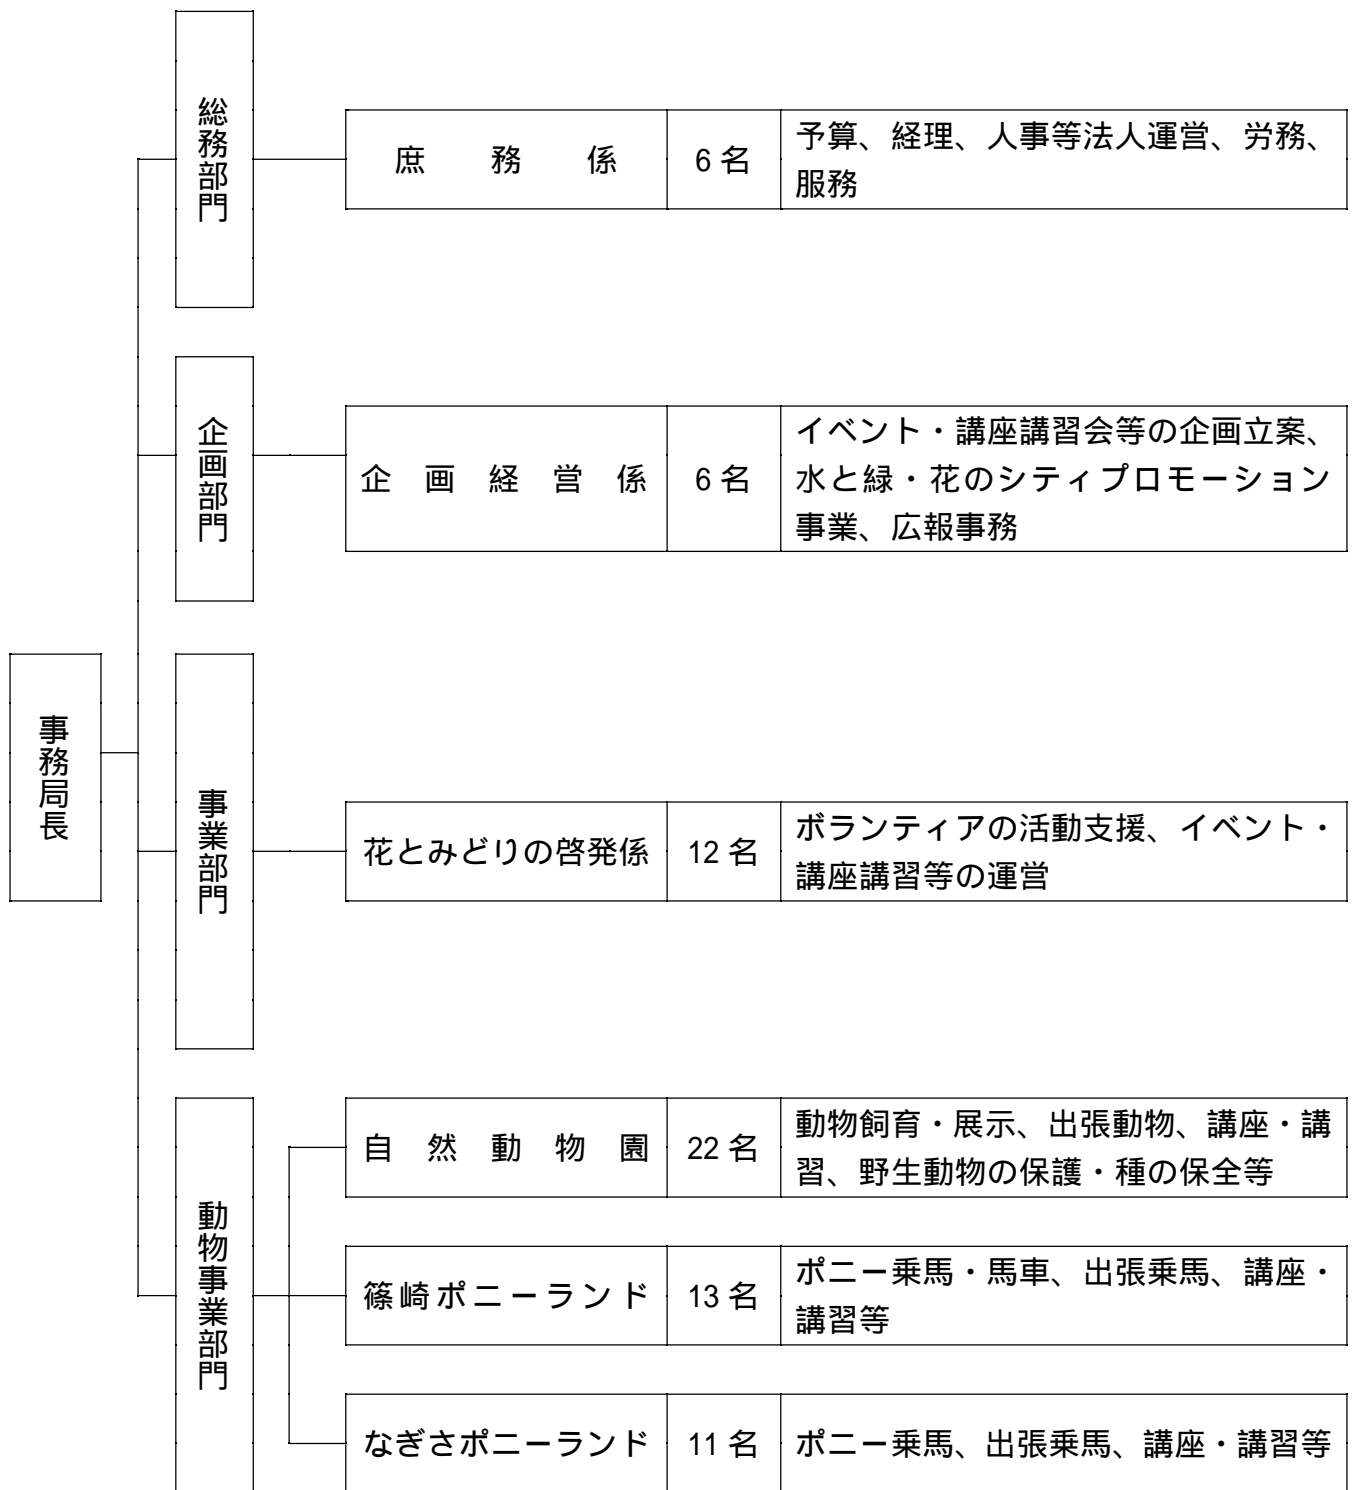 総務部門
庶務係
6名
予算、経理、人事等法人運営、労務、
服務
企画部門
企画経営係
6名
イベント・講座講習会等の企画立案、
水と緑・花のシティプロモーション
事業、広報事務
事務局長
事業部門
花とみどりの啓発係
12名
ボランティアの活動支援、イベント・
講座講習等の運営
動物事業部門
自然動物園
22名
動物飼育・展示、出張動物、講座・講
習、野生動物の保護・種の保全等
篠崎ポニーランド
13名
ポニー乗馬・馬車、出張乗馬、講座・
講習等
なぎさポニーランド
11名
ポニー乗馬、出張乗馬、講座・講習等